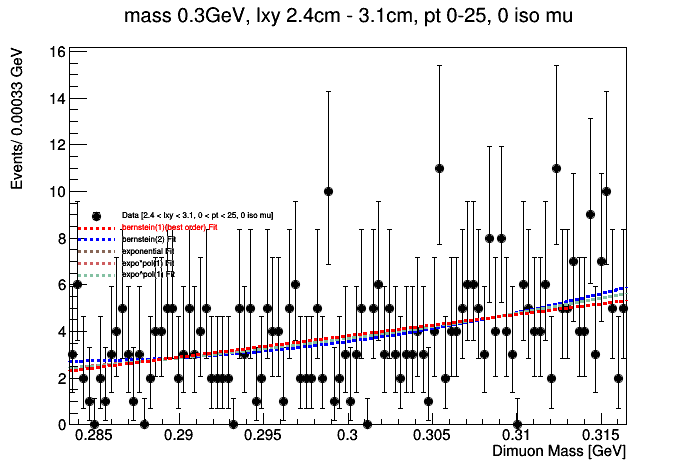 mass 0.3GeV, lxy 2.4cm - 3.1cm, pt 0-25, 0 iso mu
Events/ 0.00033 GeV
16
14
12
10
8
6
4
2
0
Data [2.4 < lxy < 3.1, 0 < pt < 25, 0 iso mu]
bernstein(1)(best order) Fit
bernstein(2) Fit
exponential Fit
expo*pol(1) Fit
expo*pol(1) Fit
0.285 0.29 0.295 0.3 0.305 0.31 0.315
Dimuon Mass [GeV]